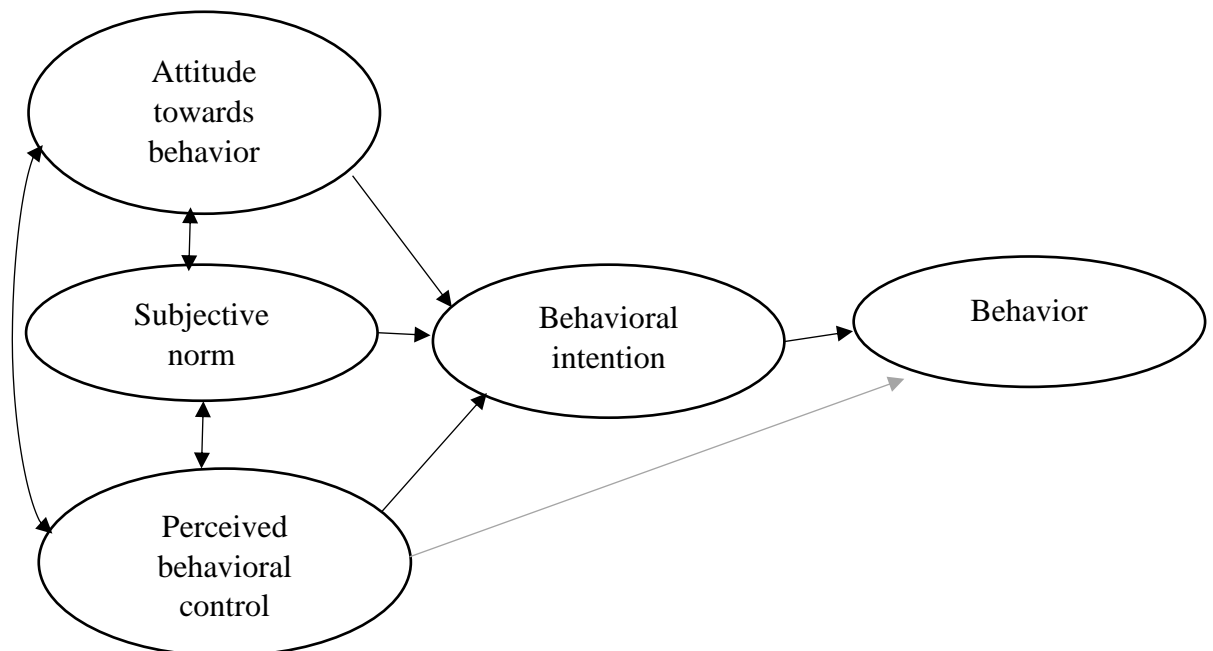 Attitude
towards
behavior
Subjective
norm
Perceived
behavioral
control
Behavioral
intention
Behavior